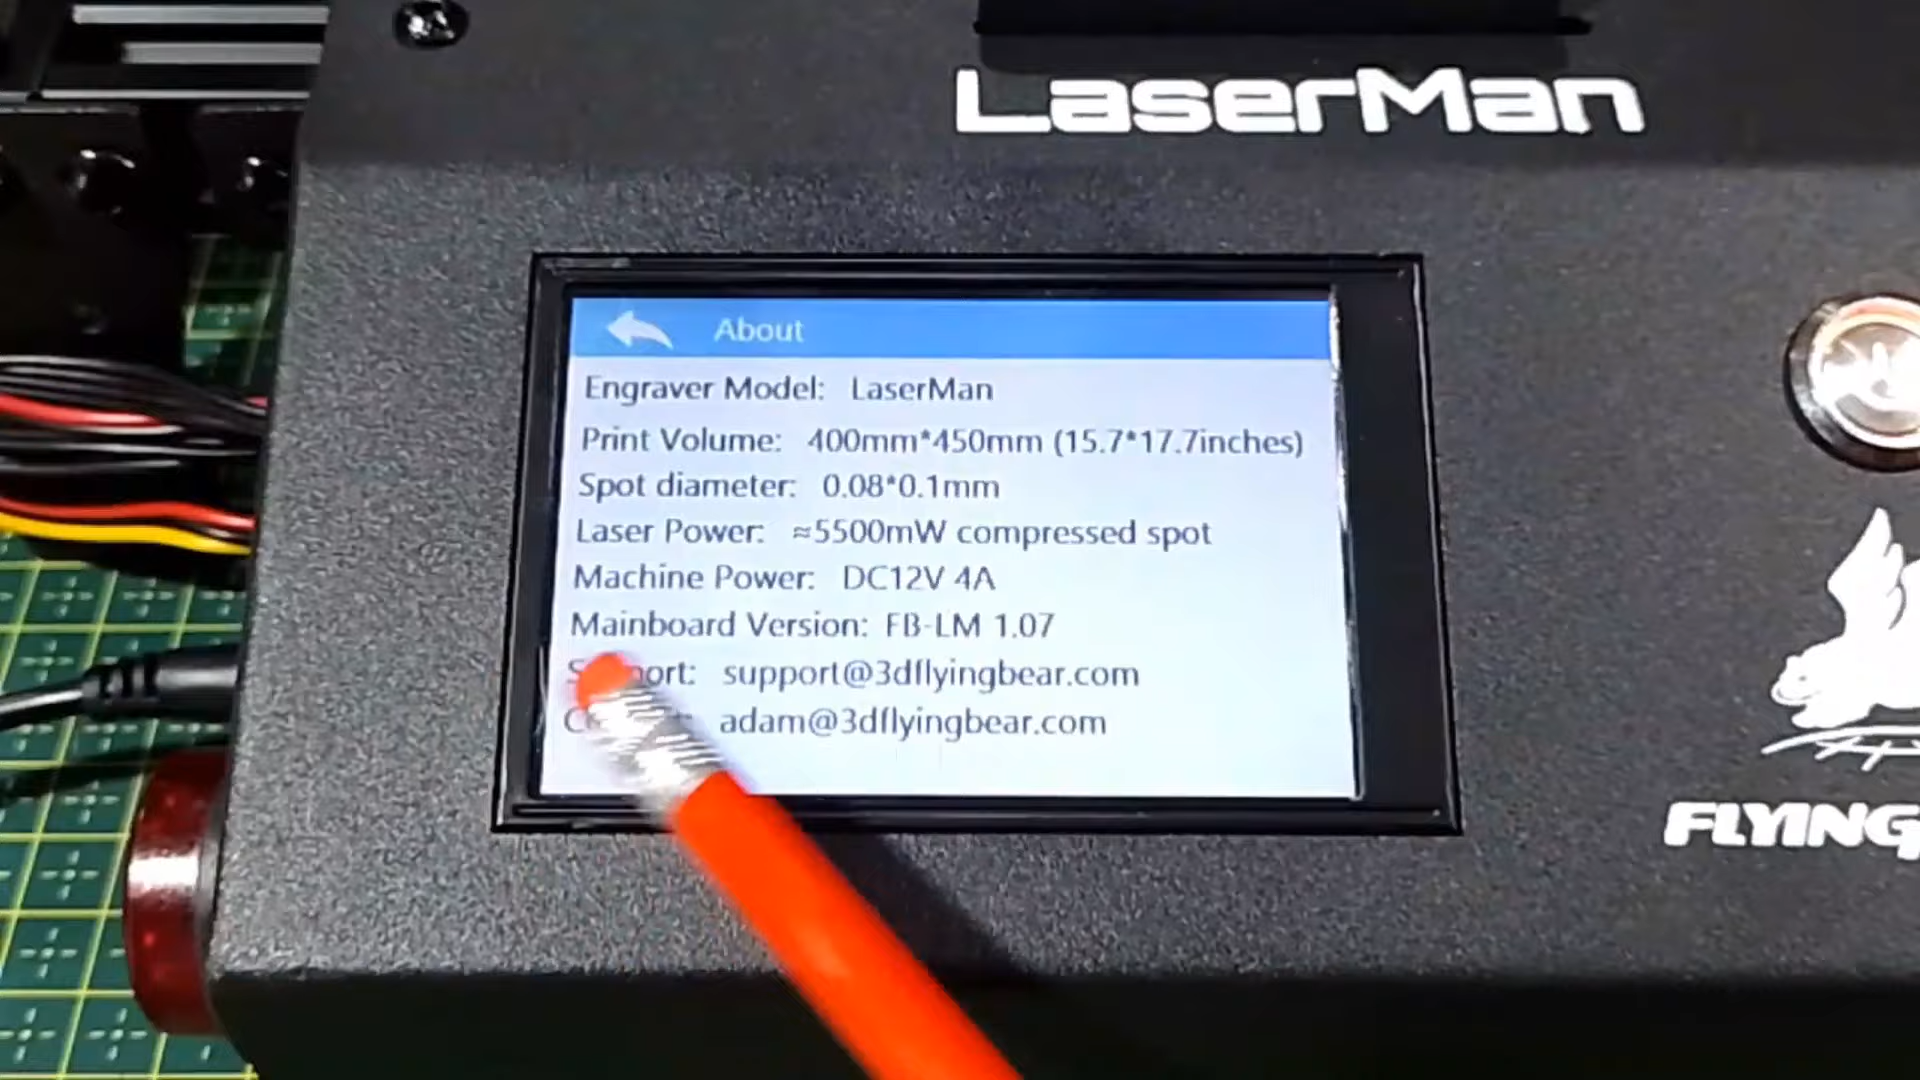 LaserMan
About
Engraver Model: LaserMan
Print Volume: 400mm*450mm (15.7*17.7inches)
Spot diameter: 0.08*0.1mm
Laser Power: ≈5500mW compressed spot
Machine Power: DC12V 4A
Mainboard Version: FB-LM 1.07
support@3dflyingbear.com
adam@3dflyingbear.com
FLYING